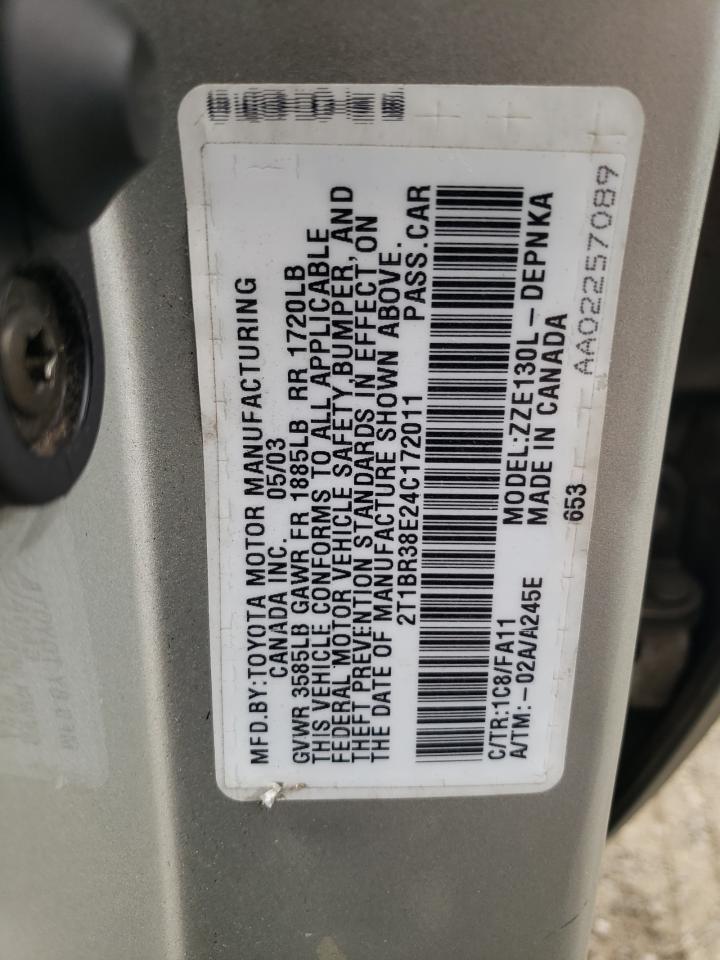 MFD.BY:TOYOTA MOTOR MANUFACTURING
CANADA INC. 05/03
GVWR 3585LB GAWR FR 1885LB RR 1720LB
THIS VEHICLE CONFORMS TO ALL APPLICABLE
FEDERAL MOTOR VEHICLE SAFETY BUMPER, AND
THEFT PREVENTION STANDARDS IN EFFECT ON
THE DATE OF MANUFACTURE SHOWN ABOVE.
2T1BR38E24C172011 PASS.CAR
C/TR:1C8/FA11 MODEL:ZZE130L-DEPNKA
A/TM:-02A/A245E MADE IN CANADA
653
AA02257089